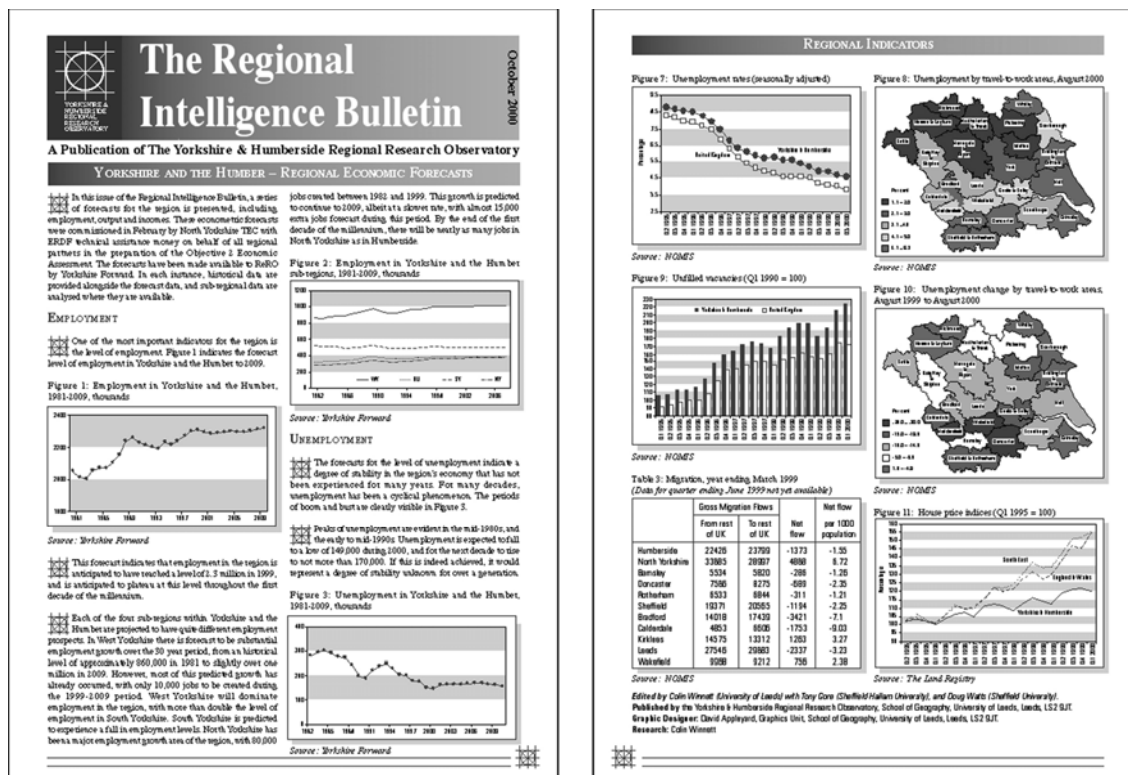 The Regional
Intelligence Bulletin
October 2000
YORKSHIRE &
HUMBERSIDE
REGIONAL
RESEARCH
OBSERVATORY
A Publication of The Yorkshire & Humberside Regional Research Observatory
YORKSHIRE AND THE HUMBER – REGIONAL ECONOMIC FORECASTS
In this issue of the Regional Intelligence Bulletin, a series
of forecasts for the region is presented, including
employment, output and incomes. These econometric forecasts
were commissioned in February by North Yorkshire TEC with
ERDF technical assistance money on behalf of all regional
partners in the preparation of the Objective 2 Economic
Assessment. The forecasts have been made available to ReRO
by Yorkshire Forward. In each instance, historical data are
provided alongside the forecast data, and sub-regional data are
analysed where they are available.
EMPLOYMENT
One of the most important indicators for the region is
the level of employment. Figure 1 indicates the forecast
level of employment in Yorkshire and the Humber to 2009.
Figure 1: Employment in Yorkshire and the Humber,
1981-2009, thousands
2400
2200
2000
1800
Source: Yorkshire Forward
This forecast indicates that employment in the region is
anticipated to have reached a level of 2.3 million in 1999,
and is anticipated to plateau at this level throughout the first
decade of the millennium.
Each of the four sub-regions within Yorkshire and the
Humber are projected to have quite different employment
prospects. In West Yorkshire there is forecast to be substantial
employment growth over the 30 year period, from an historical
level of approximately 860,000 in 1981 to slightly over one
million in 2009. However, most of this predicted growth has
already occurred, with only 10,000 jobs to be created during
the 1999-2009 period. West Yorkshire will dominate
employment in the region, with more than double the level of
employment in South Yorkshire. South Yorkshire is predicted
to experience a fall in employment levels. North Yorkshire has
been a major employment growth area of the region, with 80,000
jobs created between 1982 and 1999. This growth is predicted
to continue to 2009, albeit at a slower rate, with almost 15,000
extra jobs forecast during this period. By the end of the first
decade of the millennium, there will be nearly as many jobs in
North Yorkshire as in Humberside.
Figure 2: Employment in Yorkshire and the Humber
sub-regions, 1981-2009, thousands
1200
1000
800
600
400
200
0
Source: Yorkshire Forward
UNEMPLOYMENT
The forecasts for the level of unemployment indicate a
degree of stability in the region's economy that has not
been experienced for many years. For many decades,
unemployment has been a cyclical phenomenon. The periods
of boom and bust are clearly visible in Figure 3.
Peaks of unemployment are evident in the mid-1980s, and
the early to mid-1990s. Unemployment is expected to fall
to a low of 149,000 during 2000, and for the next decade to rise
to not more than 170,000. If this is indeed achieved, it would
represent a degree of stability unknown for over a generation.
Figure 3: Unemployment in Yorkshire and the Humber,
1981-2009, thousands
Source: Yorkshire Forward
REGIONAL INDICATORS
Figure 7: Unemployment rates (seasonally adjusted)
Percentage
Yorkshire & Humberside
United Kingdom
Source: NOMIS
Figure 9: Unfilled vacancies (Q1 1990 = 100)
Yorkshire & Humberside
United Kingdom
Source: NOMIS
Table 3: Migration, year ending, March 1999
(Data for quarter ending June 1999 not yet available)
Gross Migration Flows Net flow
From rest of UK To rest of UK Net flow per 1000 population
Humberside 22426 23799 -1373 -1.55
North Yorkshire 28997 4868
Barnsley 5534 5820 -286 -1.26
Doncaster 7586 8275 -689 -2.35
Rotherham 8533 8844 -311 -1.21
Sheffield 19371 20565 -1194 -2.25
Bradford 14018 17439 -3421 -7.1
Calderdale 4853 6606 -1753 -9.03
Kirklees 14575 13312 1263 3.27
Leeds 27546 29883 -2337 -3.23
Wakefield 9968 9212 756 2.38
Source: NOMIS
Figure 8: Unemployment by travel-to-work areas, August 2000
Percent
Source: NOMIS
Figure 10: Unemployment change by travel-to-work areas,
August 1999 to August 2000
Percent
Source: NOMIS
Figure 11: House price indices (Q1 1995 = 100)
Percentage
South East
England & Wales
Yorkshire & Humberside
Source: The Land Registry
Edited by Colin Winnett (University of Leeds) with Tony Gore (Sheffield Hallam University), and Doug Watts (Sheffield University).
Published by the Yorkshire & Humberside Regional Research Observatory, School of Geography, University of Leeds, Leeds, LS2 9JT.
Graphic Designer: David Appleyard, Graphics Unit, School of Geography, University of Leeds, Leeds, LS2 9JT.
Research: Colin Winnett